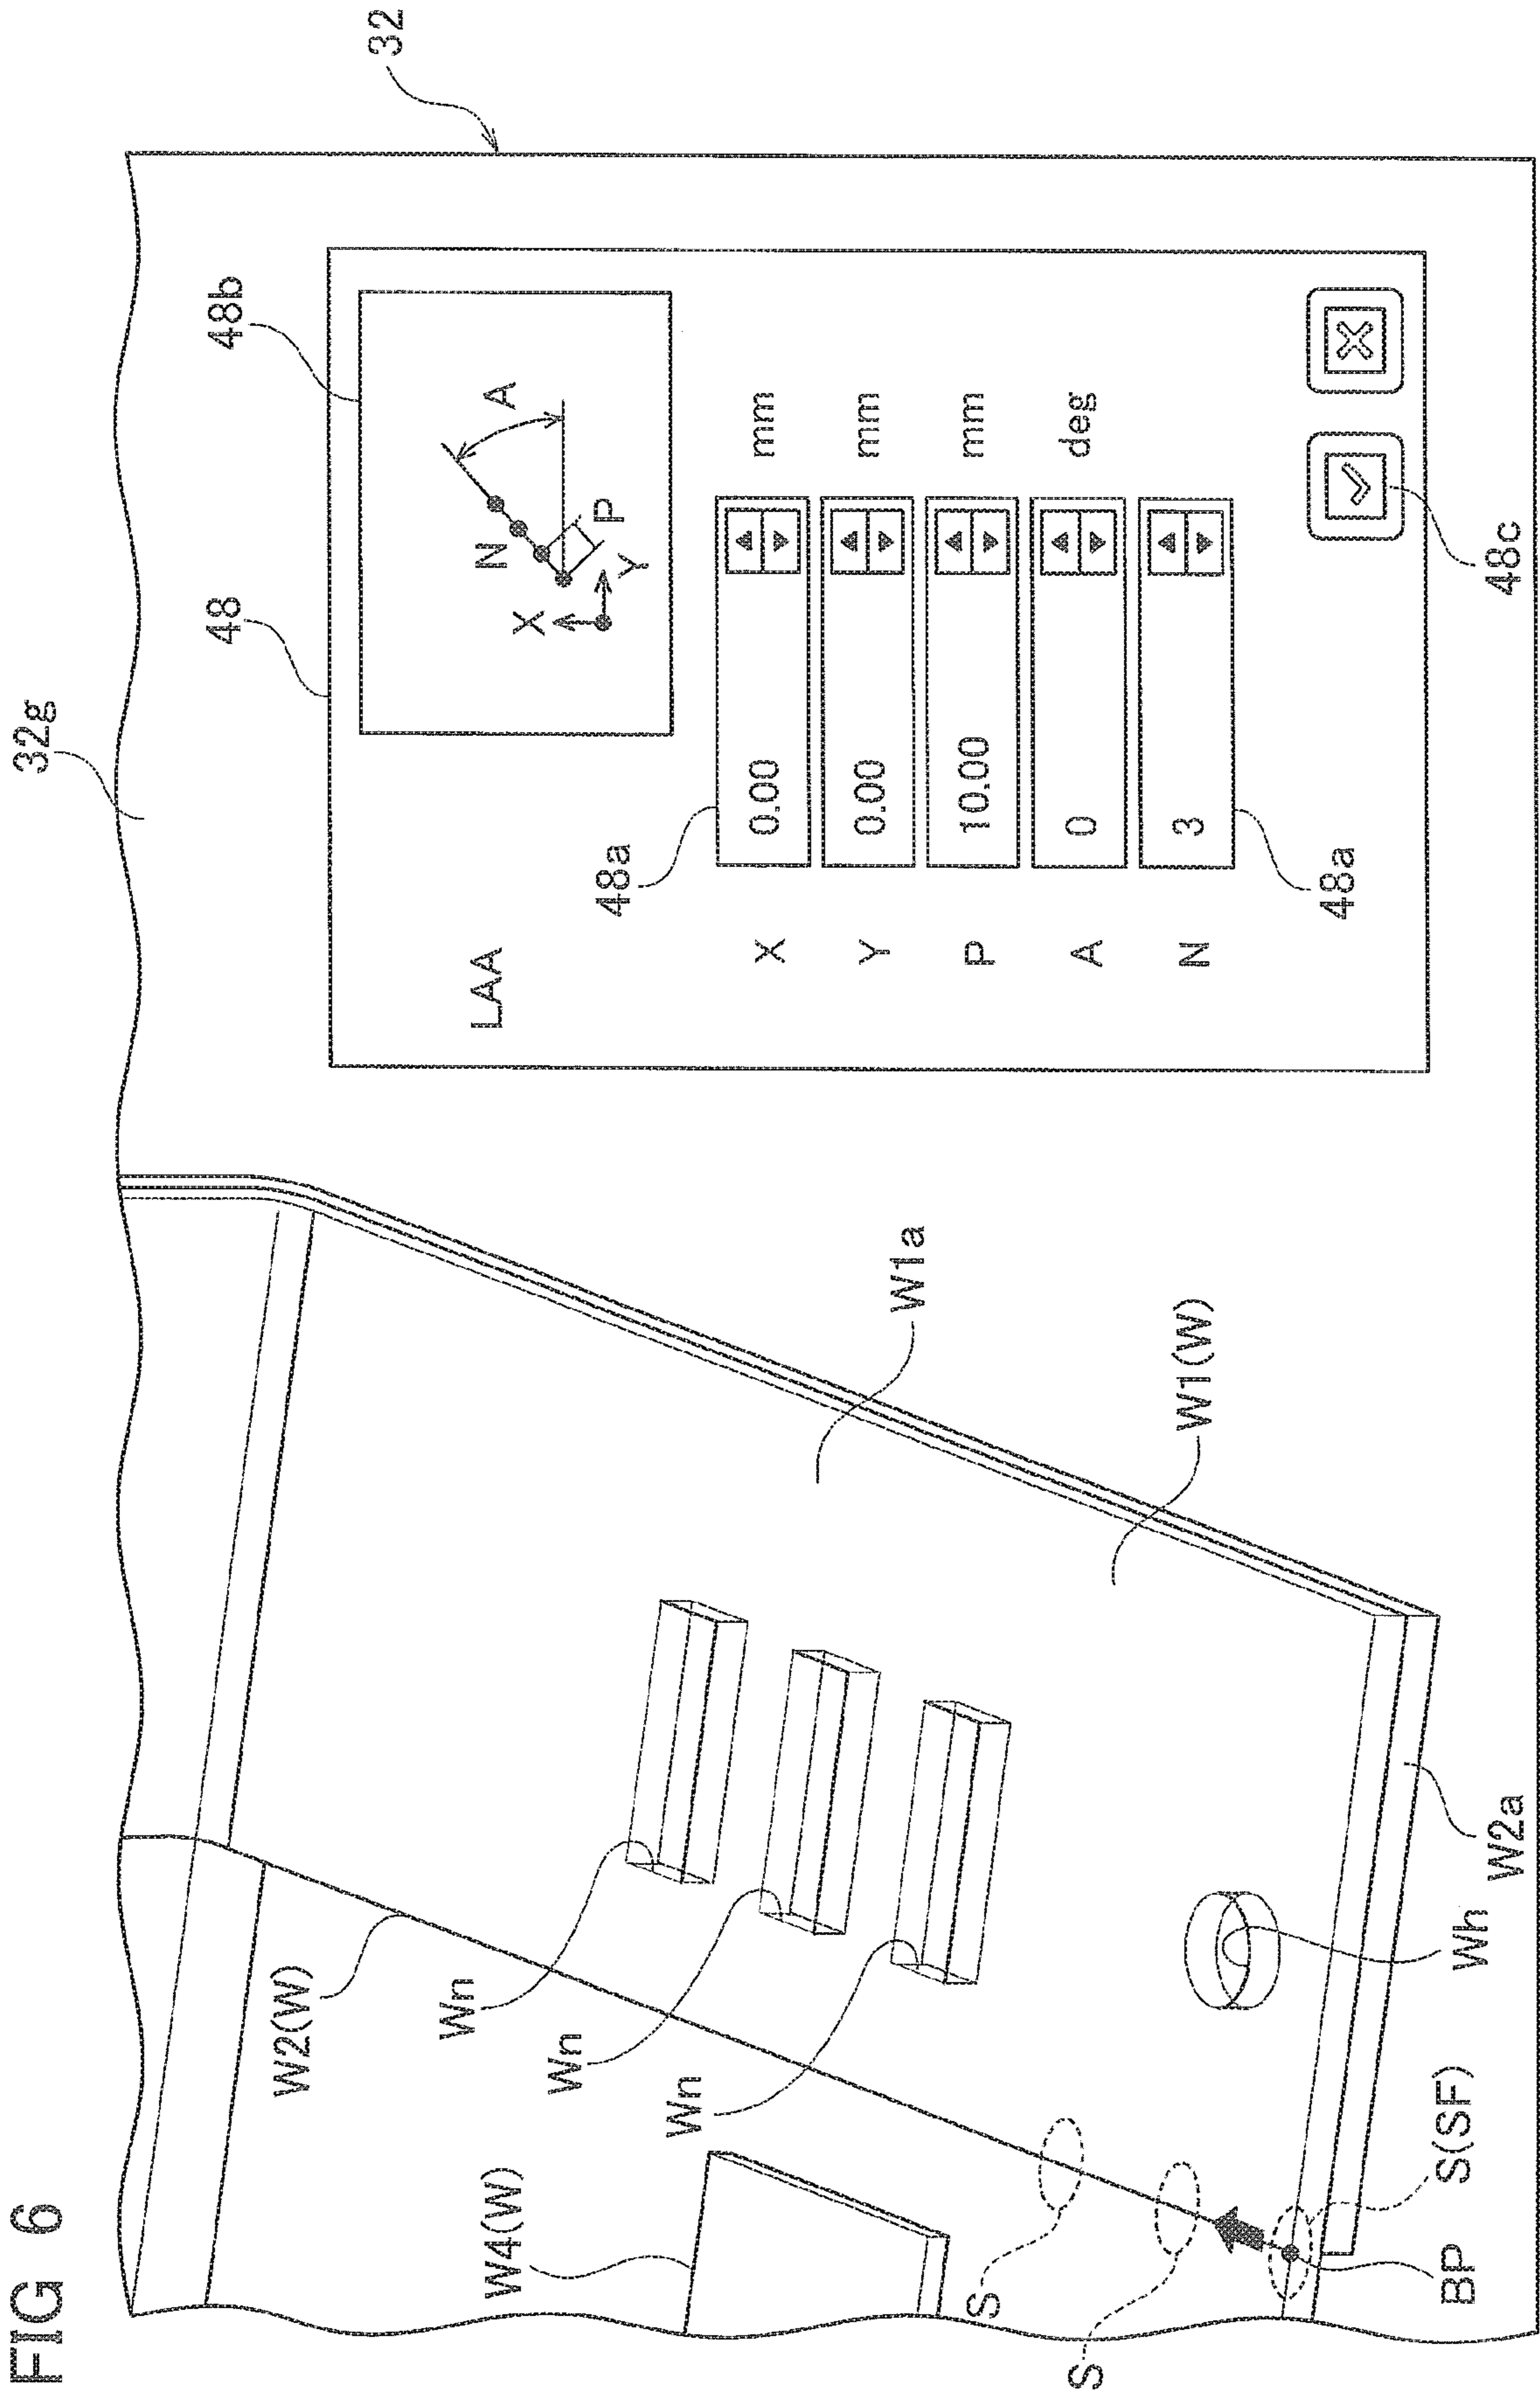 FIG 6
32g
32
48
48b
LAA
X
N
A
P
Y
48a
X 0.00 mm
Y 0.00 mm
P 10.00 mm
A 0 deg
N 3
48a
48c
W2(W)
W4(W)
Wn
Wn
Wn
W1a
W1(W)
S
S
BP
S(SF)
Wh
W2a